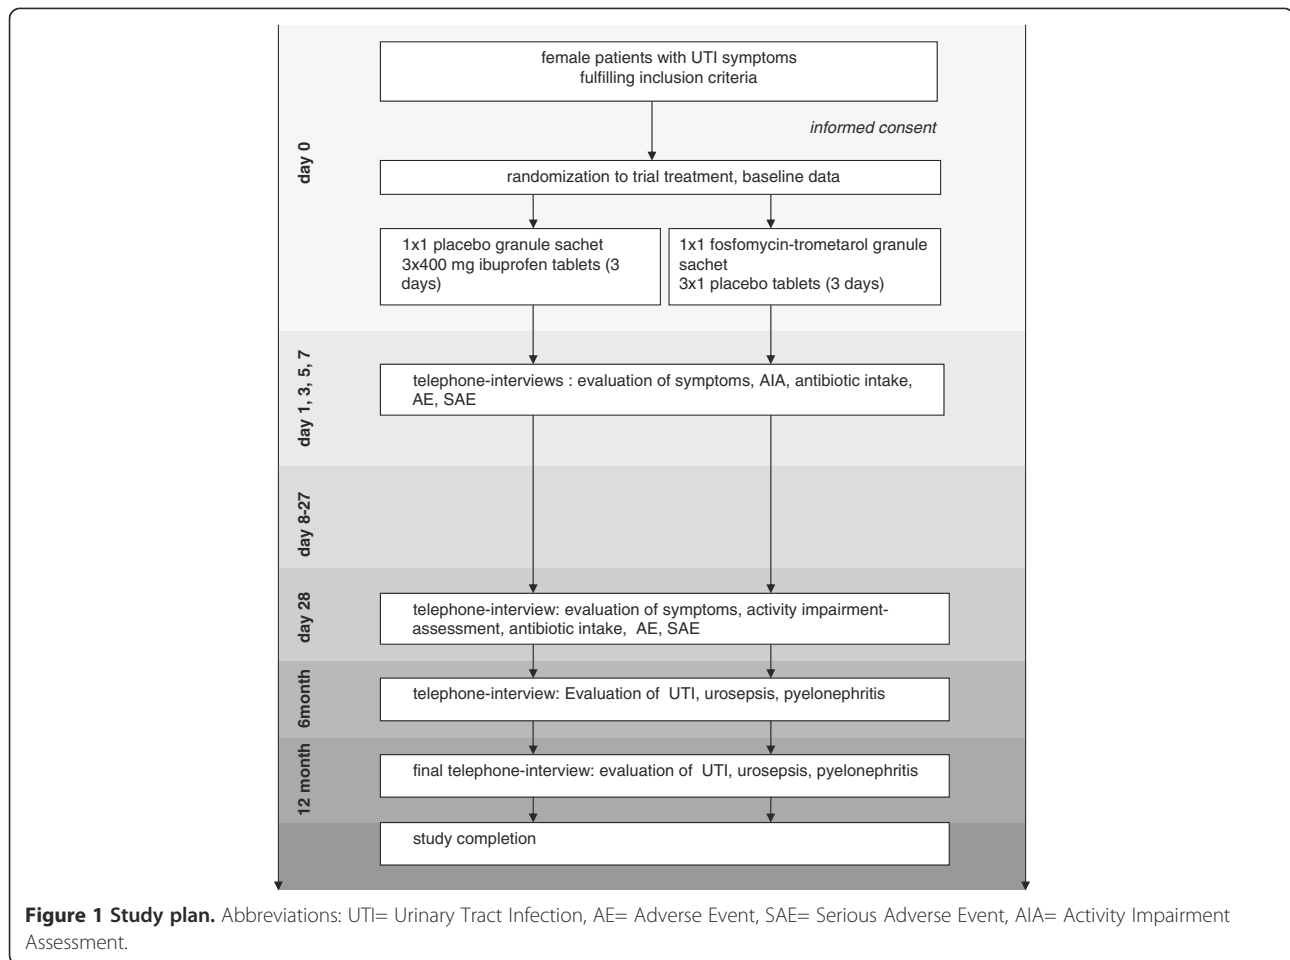 female patients with UTI symptoms
fulfilling inclusion criteria
informed consent
day 0
randomization to trial treatment, baseline data
1x1 placebo granule sachet
3x400 mg ibuprofen tablets (3
days)
1x1 fosfomycin-trometarol granule
sachet
3x1 placebo tablets (3 days)
day 1, 3, 5, 7
telephone-interviews : evaluation of symptoms, AIA, antibiotic intake,
AE, SAE
day 8-27
day 28
telephone-interview: evaluation of symptoms, activity impairment-
assessment, antibiotic intake, AE, SAE
6month
telephone-interview: Evaluation of UTI, urosepsis, pyelonephritis
12 month
final telephone-interview: evaluation of UTI, urosepsis, pyelonephritis
study completion
Figure 1 Study plan. Abbreviations: UTI= Urinary Tract Infection, AE= Adverse Event, SAE= Serious Adverse Event, AIA= Activity Impairment
Assessment.